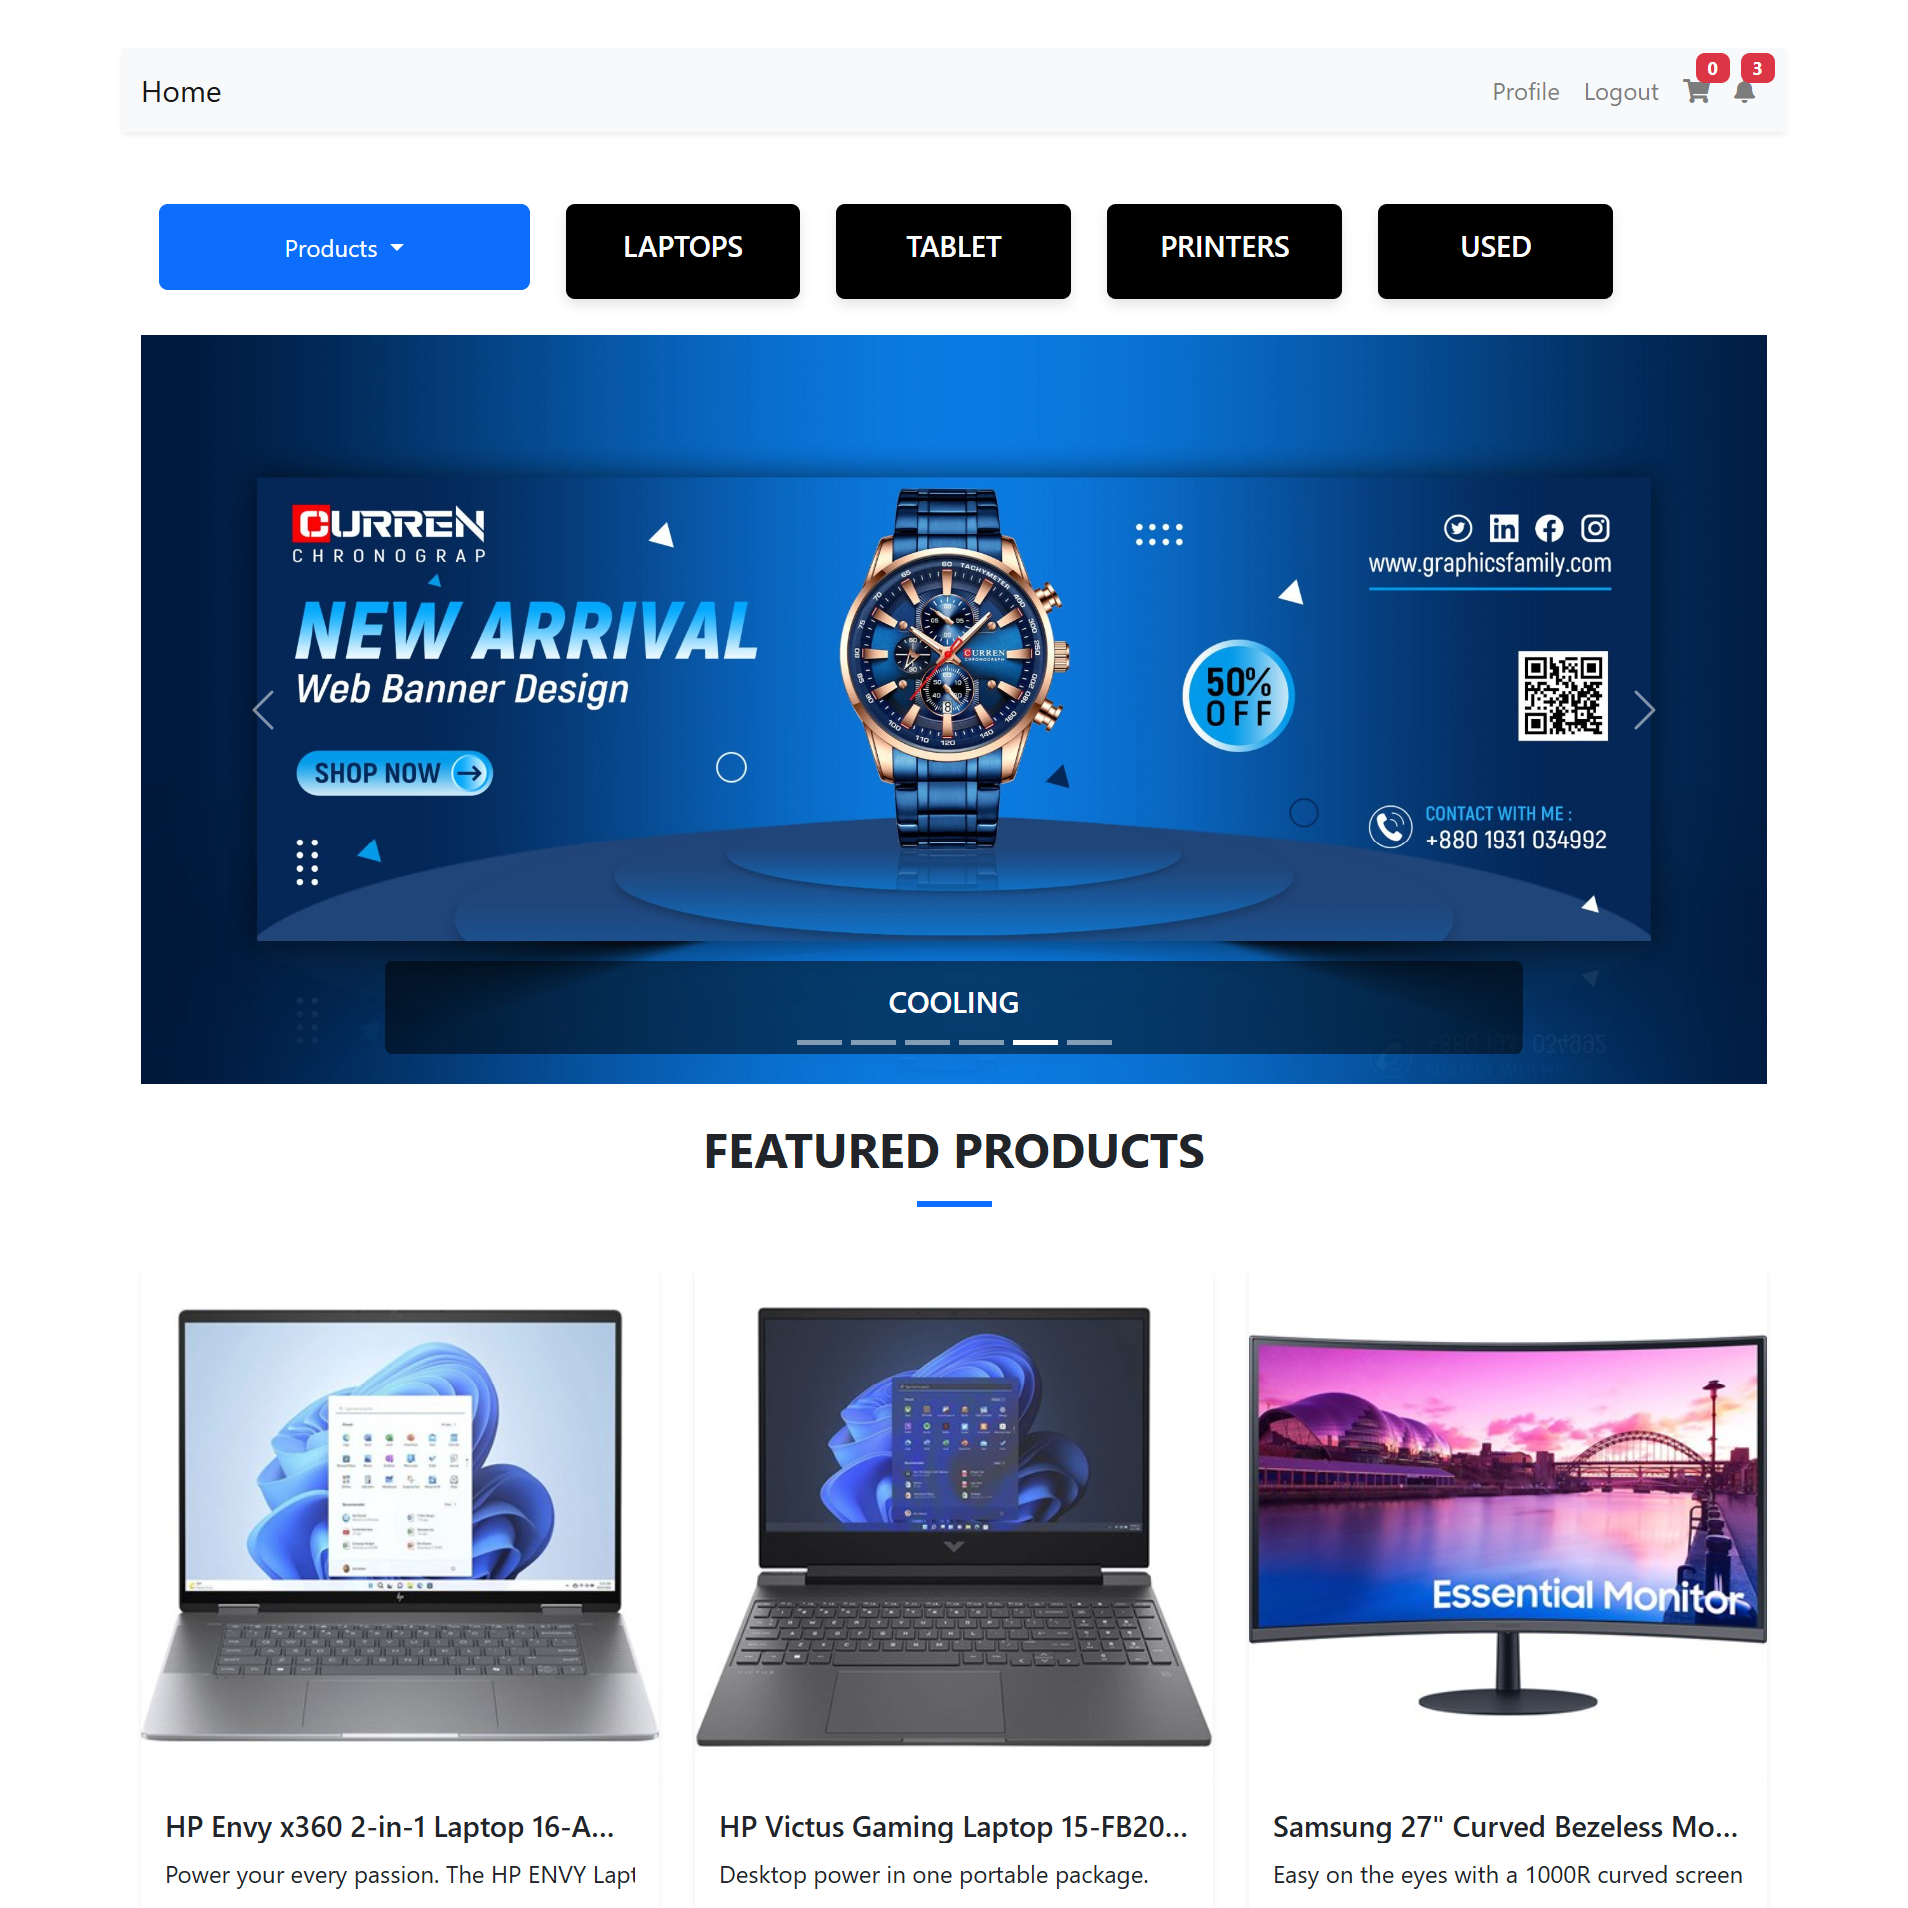 Home
Profile Logout 0 3
Products
LAPTOPS
TABLET
PRINTERS
USED
CURREN
CHRONOGRAP
www.graphicsfamily.com
NEW ARRIVAL
Web Banner Design
SHOP NOW
TACHYMETER
CURREN
CHRONOGRAPH
50%
OFF
CONTACT WITH ME :
+880 1931 034992
COOLING
FEATURED PRODUCTS
Essential Monitor
HP Envy x360 2-in-1 Laptop 16-A...
Power your every passion. The HP ENVY Lapt
HP Victus Gaming Laptop 15-FB20...
Desktop power in one portable package.
Samsung 27" Curved Bezeless Mo...
Easy on the eyes with a 1000R curved screen